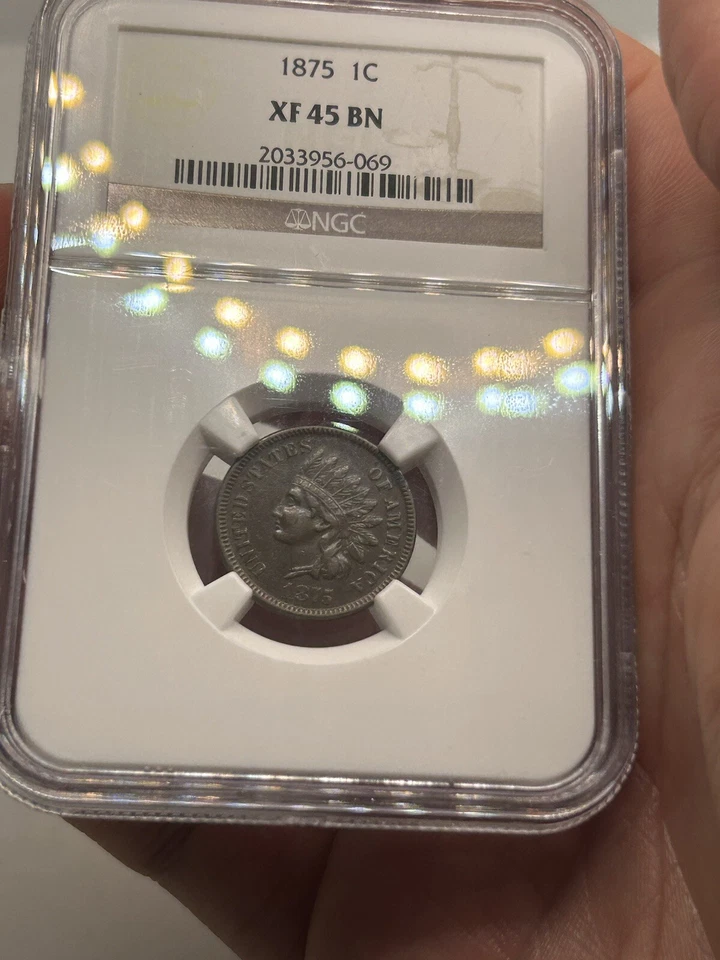 1875 1C
XF 45 BN
2033956-069
NGC
UNITED STATES OF AMERICA
1875